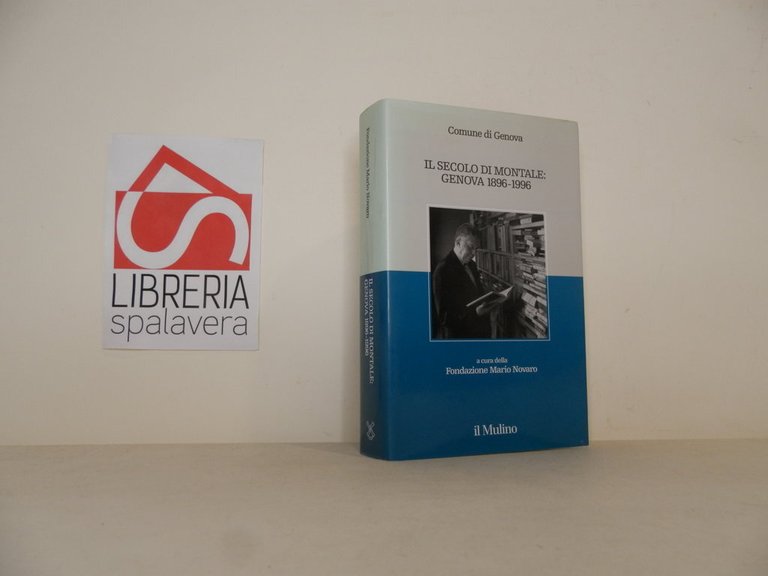 LIBRERIA
spalavera
Fondazione Mario Novaro
IL SECOLO DI MONTALE:
GENOVA 1896-1996
Comune di Genova
IL SECOLO DI MONTALE:
GENOVA 1896-1996
a cura della
Fondazione Mario Novaro
il Mulino